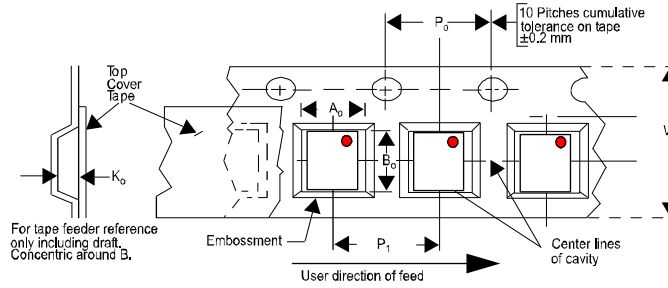 10 Pitches cumulative
tolerance on tape
±0.2 mm
Po
Top
Cover
Tape
Ao
Bo
Ko
For tape feeder reference
only including draft.
Concentric around B.
Embossment
P1
Center lines
of cavity
User direction of feed